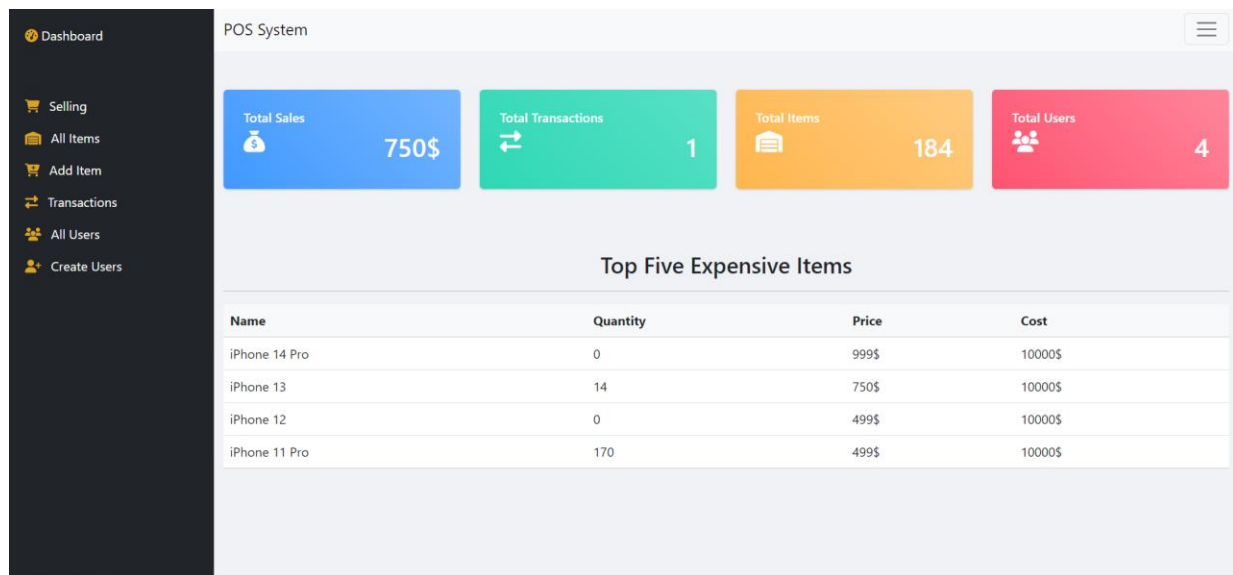 Dashboard
Selling
All Items
Add Item
Transactions
All Users
Create Users
POS System
Total Sales
750$
Total Transactions
1
Total Items
184
Total Users
4
Top Five Expensive Items
Name Quantity Price Cost
iPhone 14 Pro 0 999$ 10000$
iPhone 13 14 750$ 10000$
iPhone 12 0 499$ 10000$
iPhone 11 Pro 170 499$ 10000$